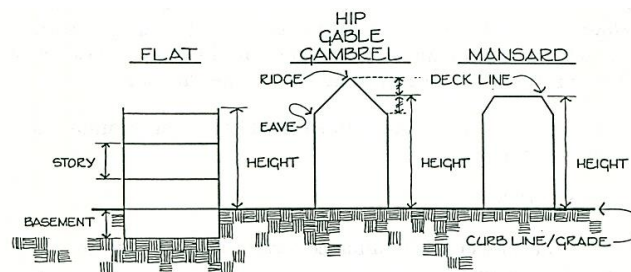 FLAT
HIP
GABLE
GAMBREL
MANSARD
RIDGE
DECK LINE
EAVE
STORY
HEIGHT
HEIGHT
HEIGHT
BASEMENT
CURB LINE/GRADE